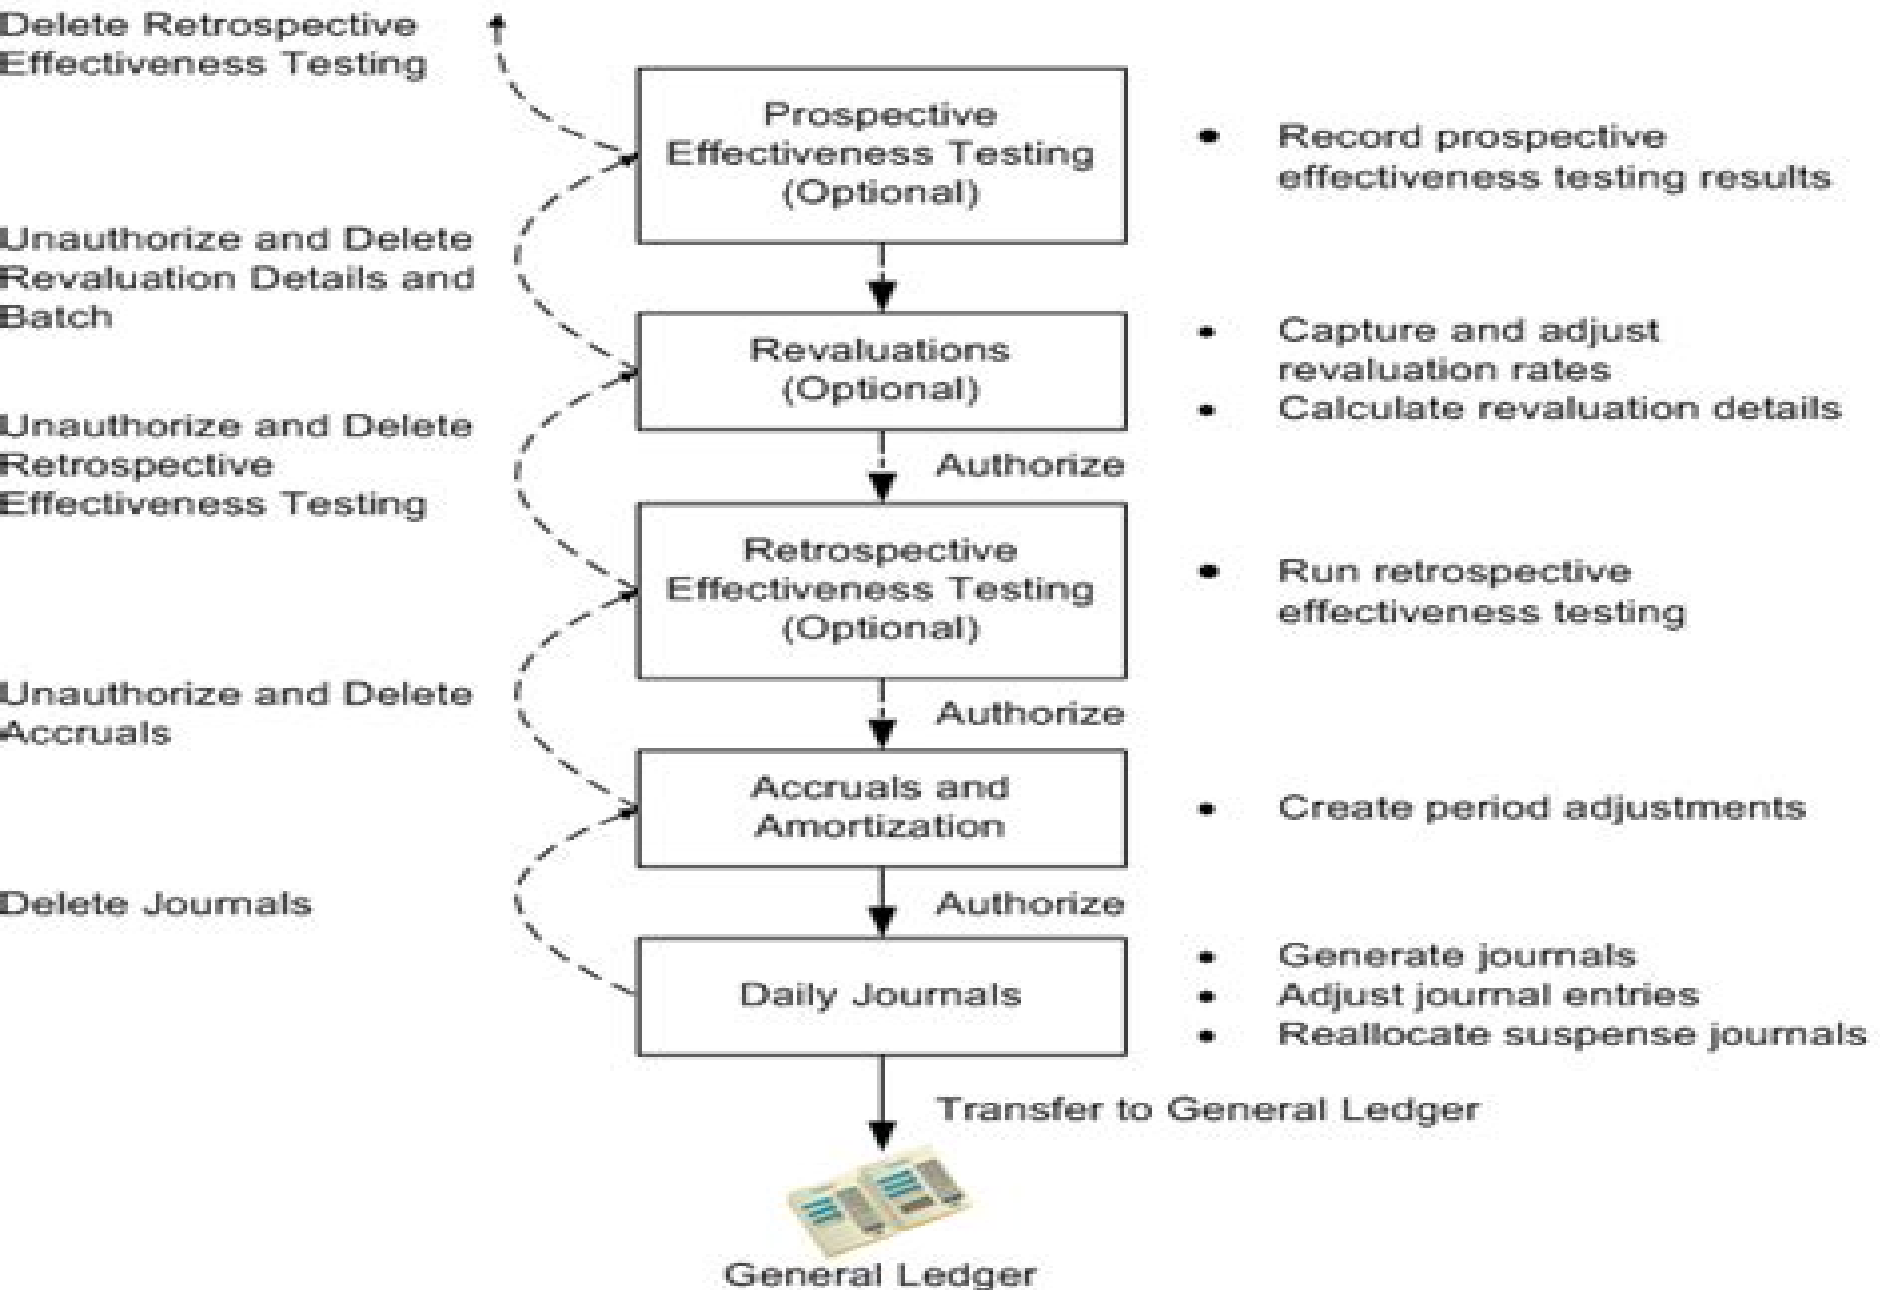 Delete Retrospective
Effectiveness Testing
Prospective
Effectiveness Testing
(Optional)
• Record prospective
effectiveness testing results
Unauthorize and Delete
Revaluation Details and
Batch
Revaluations
(Optional)
• Capture and adjust
revaluation rates
• Calculate revaluation details
Unauthorize and Delete
Retrospective
Effectiveness Testing
Authorize
Retrospective
Effectiveness Testing
(Optional)
• Run retrospective
effectiveness testing
Unauthorize and Delete
Accruals
Authorize
Accruals and
Amortization
• Create period adjustments
Delete Journals
Authorize
Daily Journals
• Generate journals
• Adjust journal entries
• Reallocate suspense journals
Transfer to General Ledger
General Ledger